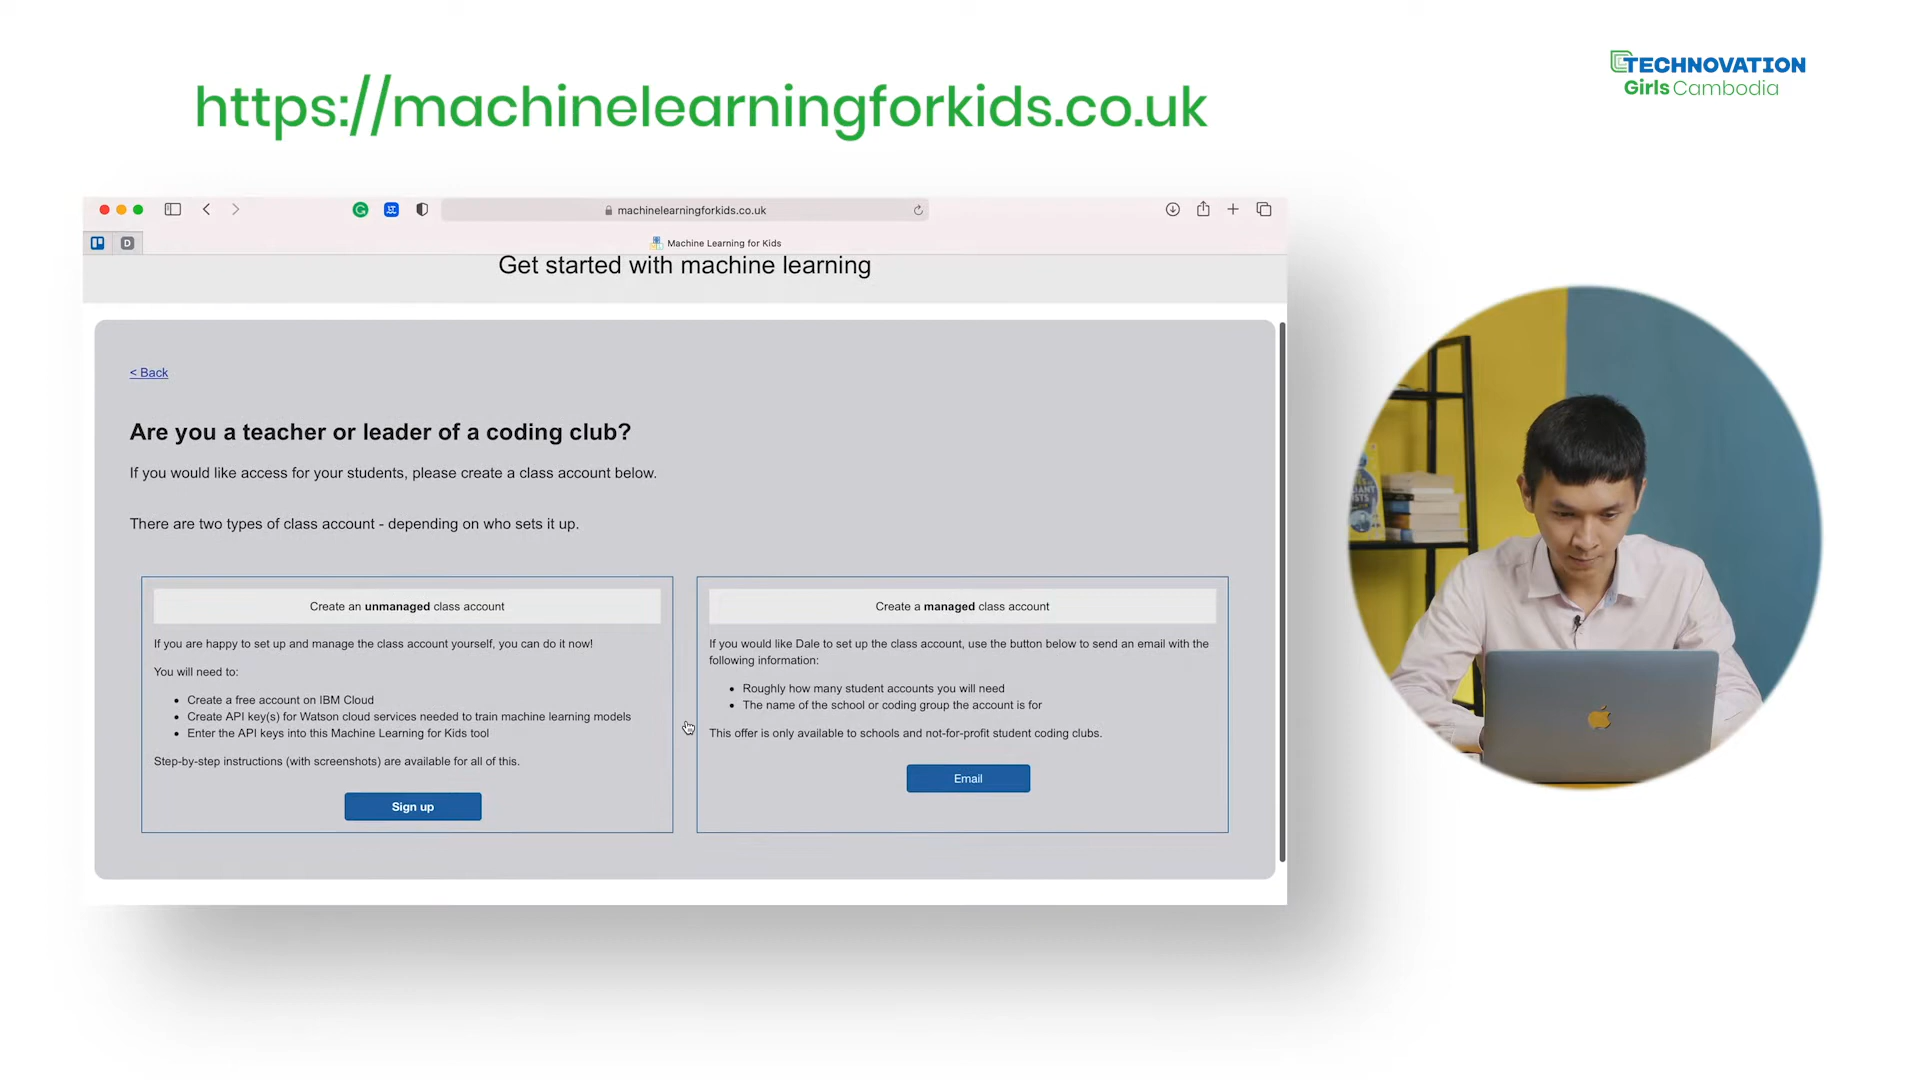 https://machinelearningforkids.co.uk
TECHNOVATION
Girls Cambodia
machinelearningforkids.co.uk
D
Machine Learning for Kids
Get started with machine learning
< Back
Are you a teacher or leader of a coding club?
If you would like access for your students, please create a class account below.
There are two types of class account - depending on who sets it up.
Create an unmanaged class account
If you are happy to set up and manage the class account yourself, you can do it now!
You will need to:
• Create a free account on IBM Cloud
• Create API key(s) for Watson cloud services needed to train machine learning models
• Enter the API keys into this Machine Learning for Kids tool
Step-by-step instructions (with screenshots) are available for all of this.
Sign up
Create a managed class account
If you would like Dale to set up the class account, use the button below to send an email with the
following information:
• Roughly how many student accounts you will need
• The name of the school or coding group the account is for
This offer is only available to schools and not-for-profit student coding clubs.
Email